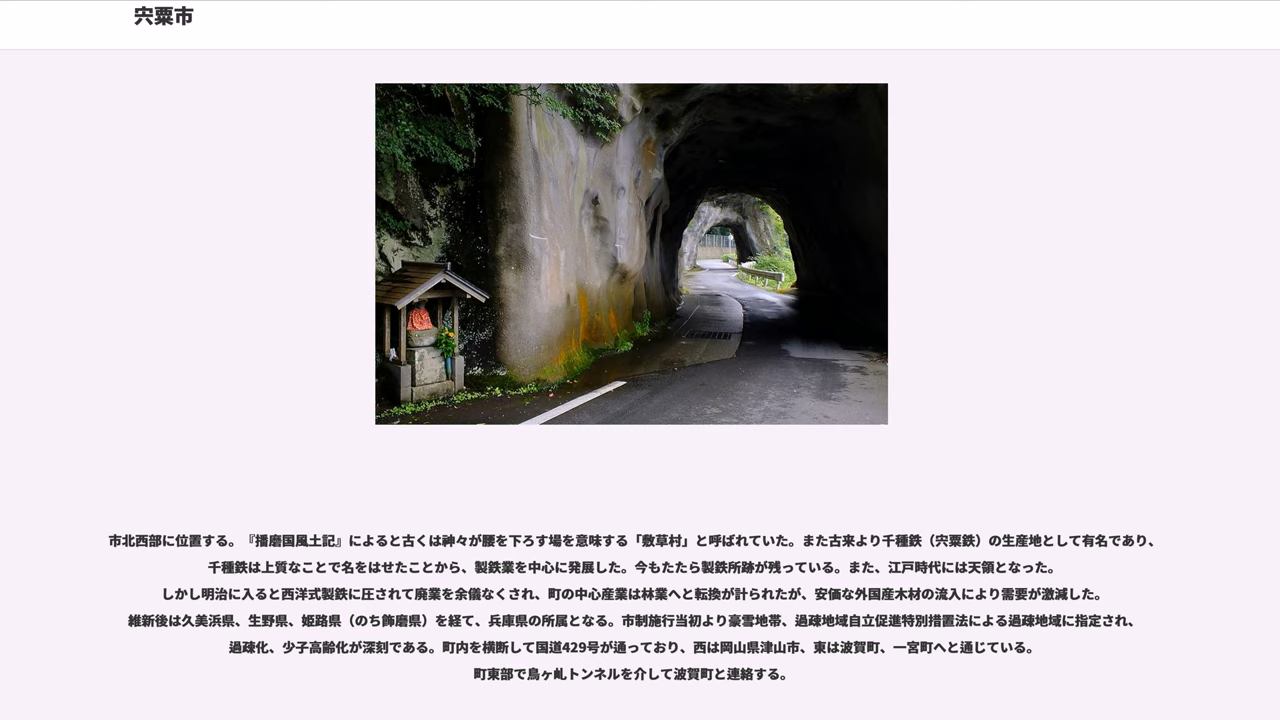 宍粟市
市北西部に位置する。『播磨国風土記』によると古くは神々が腰を下ろす場を意味する「敷草村」と呼ばれていた。また古来より千種鉄（宍粟鉄）の生産地として有名であり、
千種鉄は上質なことで名をはせたことから、製鉄業を中心に発展した。今もたたら製鉄所跡が残っている。また、江戸時代には天領となった。
しかし明治に入ると西洋式製鉄に圧されて廃業を余儀なくされ、町の中心産業は林業へと転換が計られたが、安価な外国産木材の流入により需要が激減した。
維新後は久美浜県、生野県、姫路県（のち飾磨県）を経て、兵庫県の所属となる。市制施行当初より豪雪地帯、過疎地域自立促進特別措置法による過疎地域に指定され、
過疎化、少子高齢化が深刻である。町内を横断して国道429号が通っており、西は岡山県津山市、東は波賀町、一宮町へと通じている。
町東部で鳥ヶ乢トンネルを介して波賀町と連絡する。